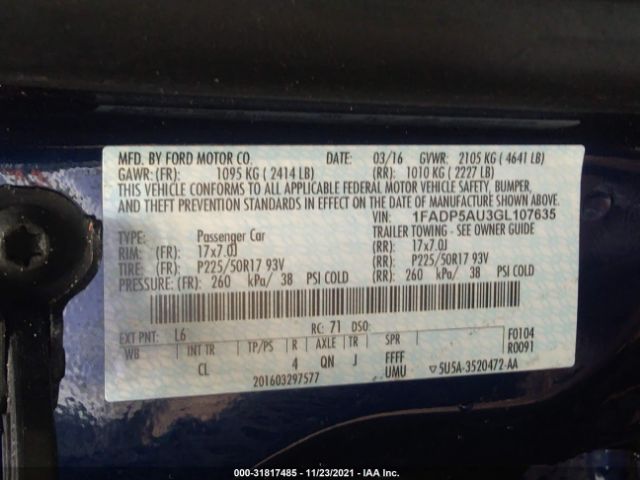 MFD. BY FORD MOTOR CO. DATE: 03/16 GVWR: 2105 KG ( 4641 LB)
GAWR: (FR): 1095 KG ( 2414 LB) (RR): 1010 KG ( 2227 LB)
THIS VEHICLE CONFORMS TO ALL APPLICABLE FEDERAL MOTOR VEHICLE SAFETY, BUMPER,
AND THEFT PREVENTION STANDARDS IN EFFECT ON THE DATE OF MANUFACTURE SHOWN ABOVE.
VIN: 1FADP5AU3GL107635
TYPE: Passenger Car TRAILER TOWING - SEE OWNER GUIDE
RIM: (FR): 17x7.0J (RR): 17x7.0J
TIRE: (FR): P225/50R17 93V (RR): P225/50R17 93V
PRESSURE: (FR): 260 kPa/ 38 PSI COLD (RR): 260 kPa/ 38 PSI COLD
EXT PNT: L6 RC: 71 DSO: F0104
WB INT TR TP/PS R AXLE TR SPR R0091
CL 4 QN J FFFF
UMU ▽5U5A-3520472-AA
201603297577
000-31817485 - 11/23/2021 - IAA Inc.